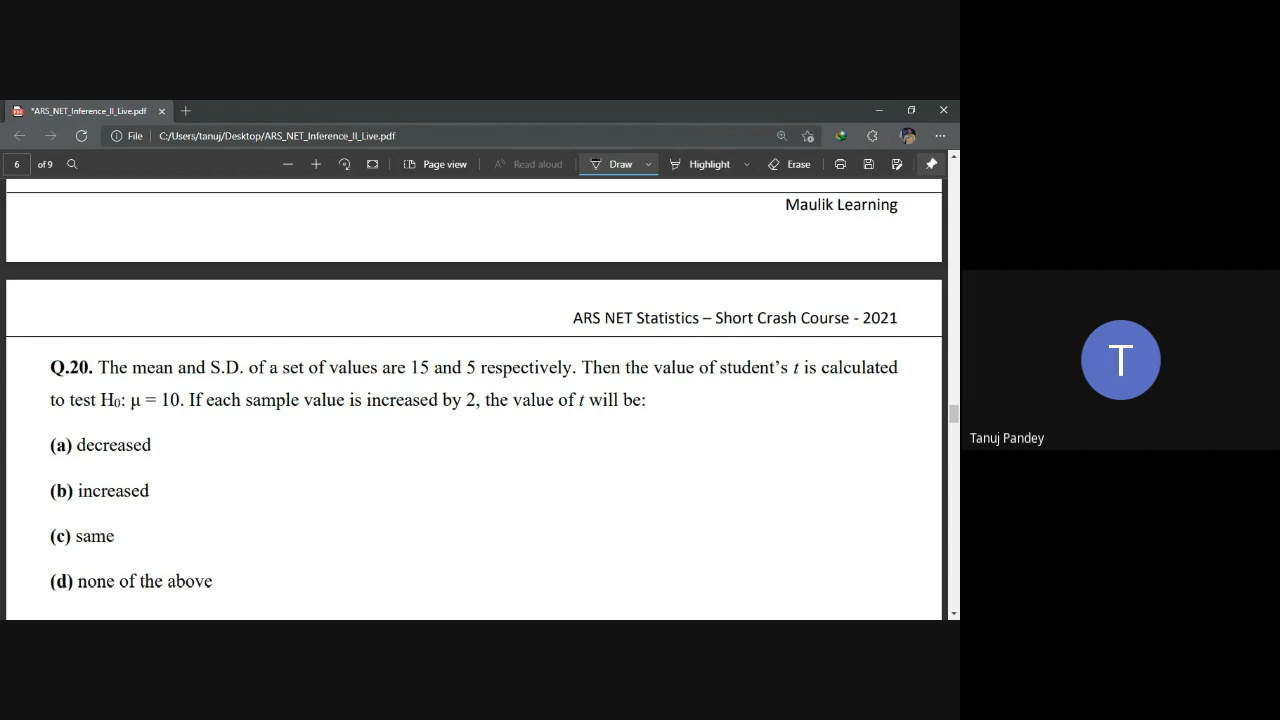 *ARS_NET_Inference_II_Live.pdf
File
C:/Users/tanuj/Desktop/ARS_NET_Inference_II_Live.pdf
6 of 9
Page view
Read aloud
Draw
Highlight
Erase
Maulik Learning
ARS NET Statistics – Short Crash Course - 2021
Q.20. The mean and S.D. of a set of values are 15 and 5 respectively. Then the value of student's t is calculated
to test H₀: μ = 10. If each sample value is increased by 2, the value of t will be:
(a) decreased
(b) increased
(c) same
(d) none of the above
T
Tanuj Pandey